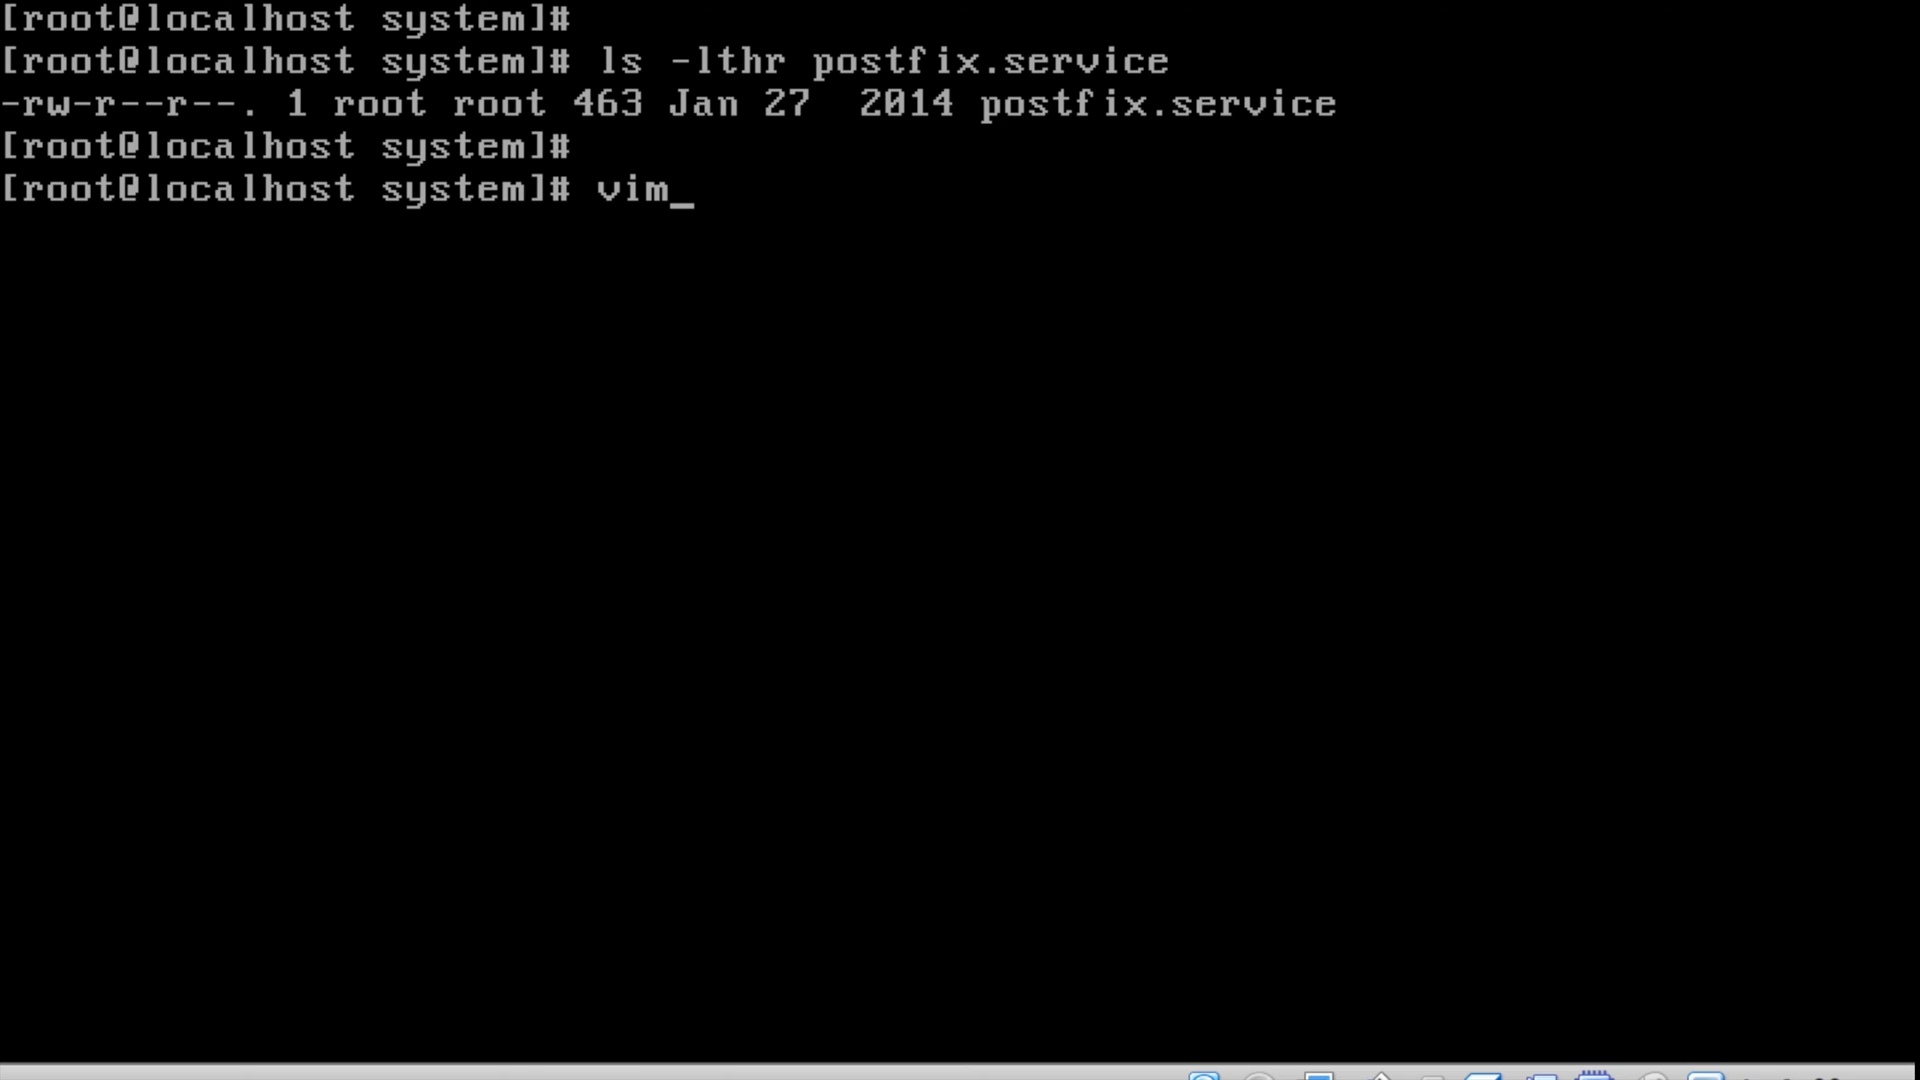 [root@localhost system]#
[root@localhost system]# ls -lthr postfix.service
-rw-r--r--. 1 root root 463 Jan 27  2014 postfix.service
[root@localhost system]#
[root@localhost system]# vim_